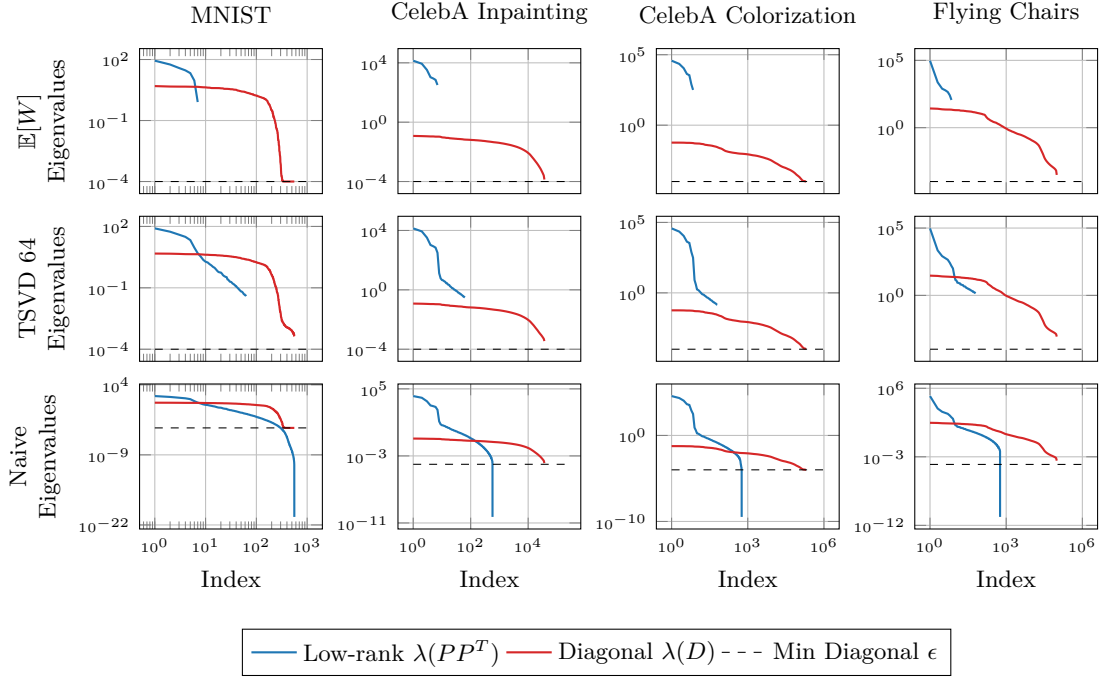 MNIST
CelebA Inpainting
CelebA Colorization
Flying Chairs
𝔼[W]
Eigenvalues
10^2
10^−1
10^−4
10^4
10^0
10^−4
10^5
10^0
10^5
10^0
TSVD 64
Eigenvalues
10^2
10^−1
10^−4
10^4
10^0
10^−4
10^5
10^0
10^5
10^0
Naive
Eigenvalues
10^4
10^−9
10^−22
10^5
10^−3
10^−11
10^0
10^−10
10^6
10^−3
10^−12
10^0 10^1 10^2 10^3
10^0 10^2 10^4
10^0 10^3 10^6
10^0 10^3 10^6
Index
Index
Index
Index
Low-rank λ(PP^T) Diagonal λ(D) Min Diagonal ϵ